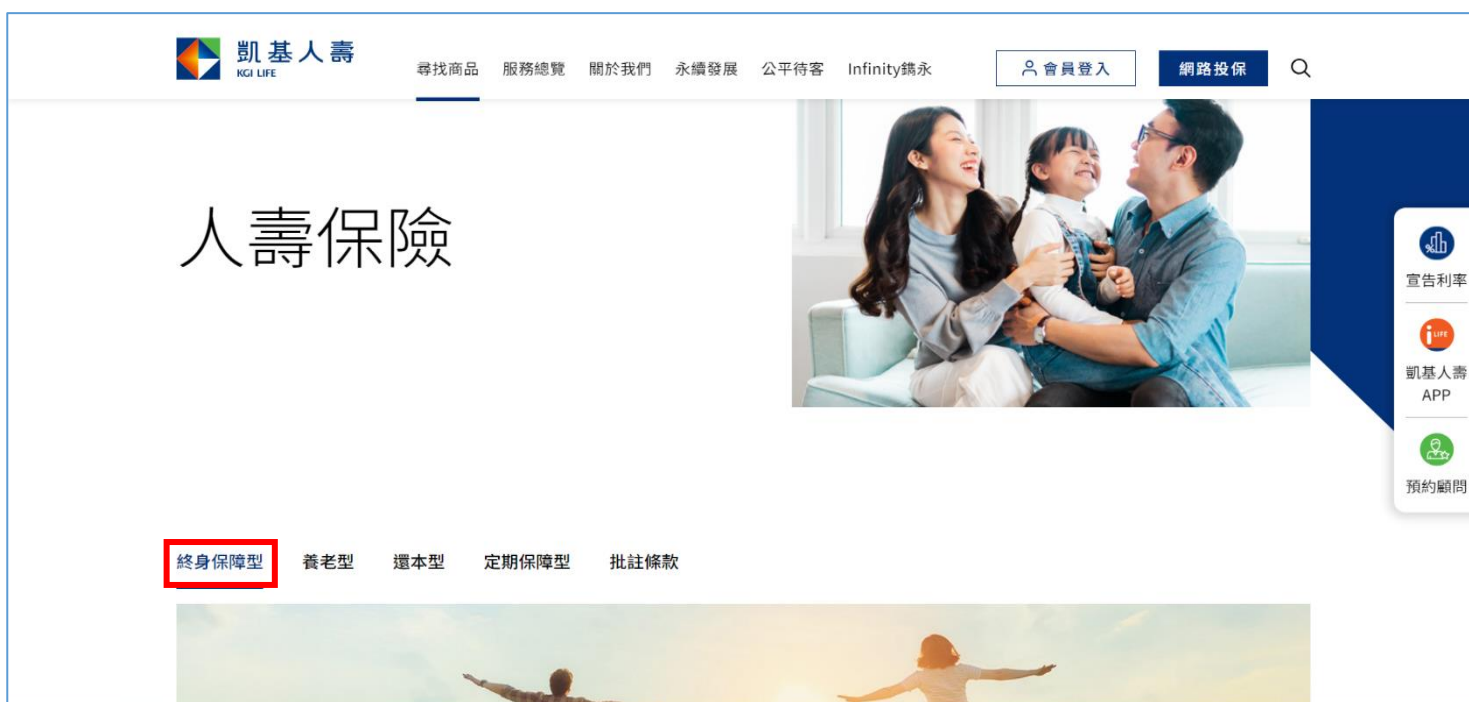 凱基人壽
KGI LIFE
尋找商品 服務總覽 關於我們 永續發展 公平待客 Infinity鐫永 會員登入 網路投保
人壽保險
宣告利率
i LIFE
凱基人壽
APP
預約顧問
終身保障型 養老型 還本型 定期保障型 批註條款